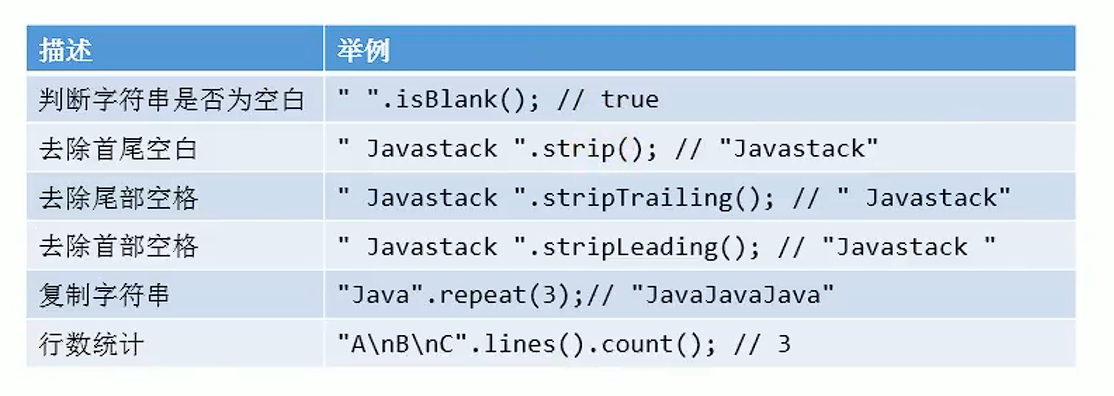 描述 举例
判断字符串是否为空白 " ".isBlank(); // true
去除首尾空白 " Javastack ".strip(); // "Javastack"
去除尾部空格 " Javastack ".stripTrailing(); // " Javastack"
去除首部空格 " Javastack ".stripLeading(); // "Javastack "
复制字符串 "Java".repeat(3);// "JavaJavaJava"
行数统计 "A\nB\nC".lines().count(); // 3